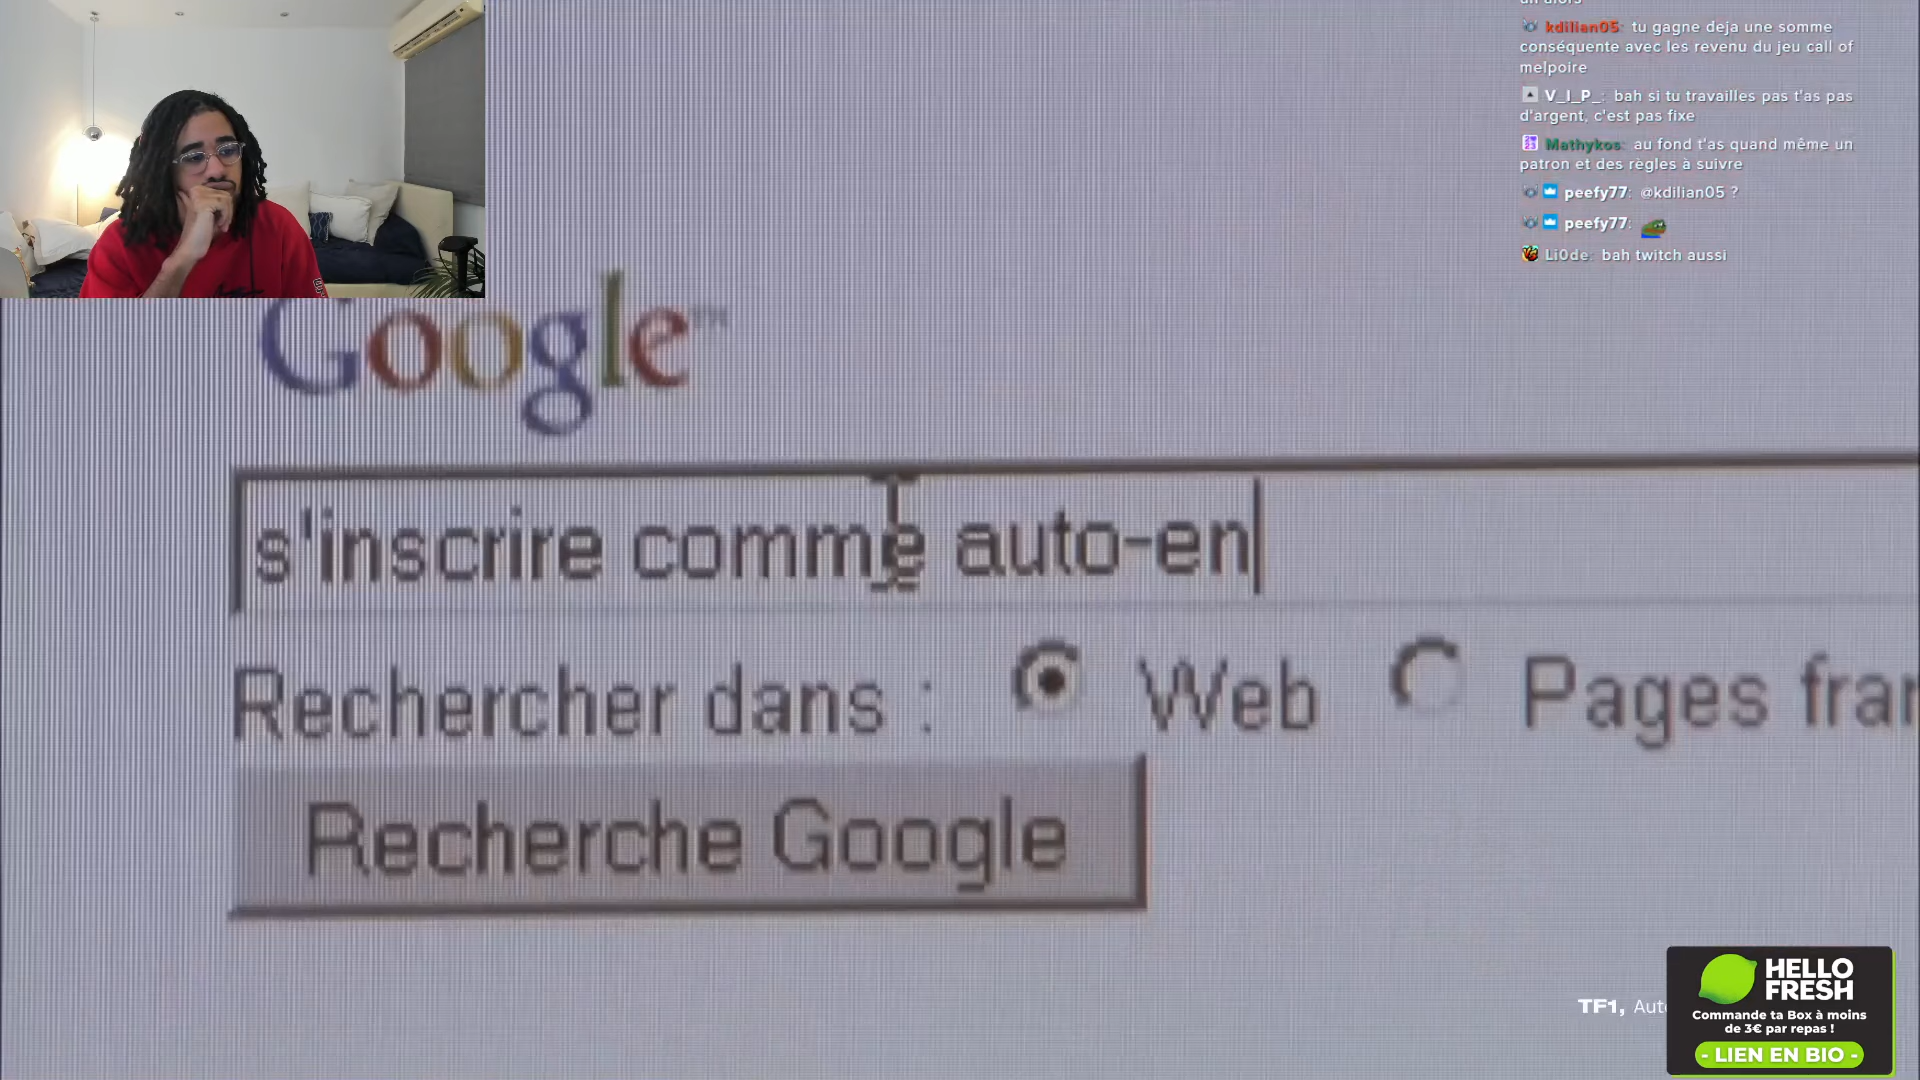 un alors
kdilian05: tu gagne deja une somme
conséquente avec les revenu du jeu call of
melpoire
V_I_P_: bah si tu travailles pas t'as pas
d'argent, c'est pas fixe
Mathykos: au fond t'as quand même un
patron et des règles à suivre
peefy77: @kdilian05 ?
peefy77:
Li0de: bah twitch aussi
Google
s'inscrire comme auto-en
Rechercher dans : Web Pages fran
Recherche Google
TF1, Auto
HELLO
FRESH
Commande ta Box à moins
de 3€ par repas !
- LIEN EN BIO -